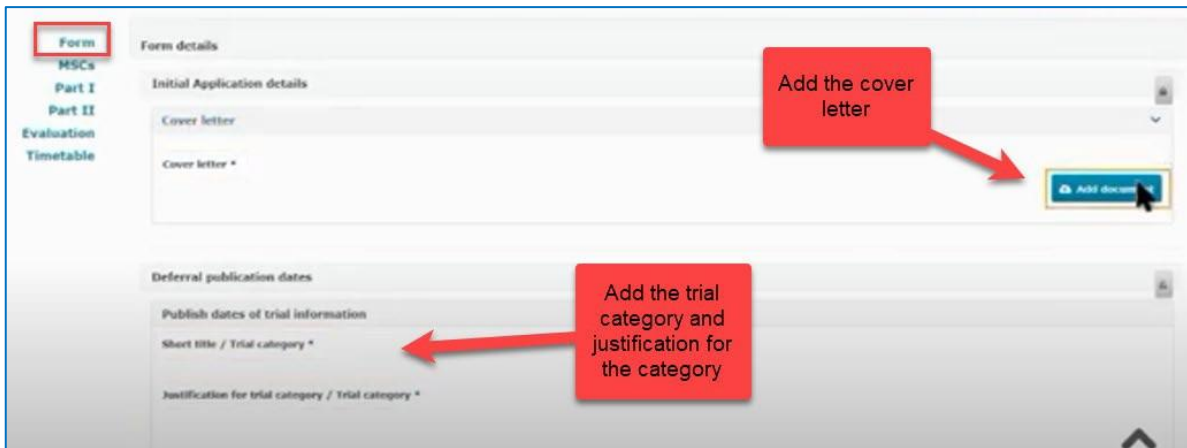 Form
MSCs
Part I
Part II
Evaluation
Timetable
Form details
Initial Application details
Cover letter
Cover letter *
Add the cover
letter
Add document
Deferral publication dates
Publish dates of trial information
Short title / Trial category *
Justification for trial category / Trial category *
Add the trial
category and
justification for
the category